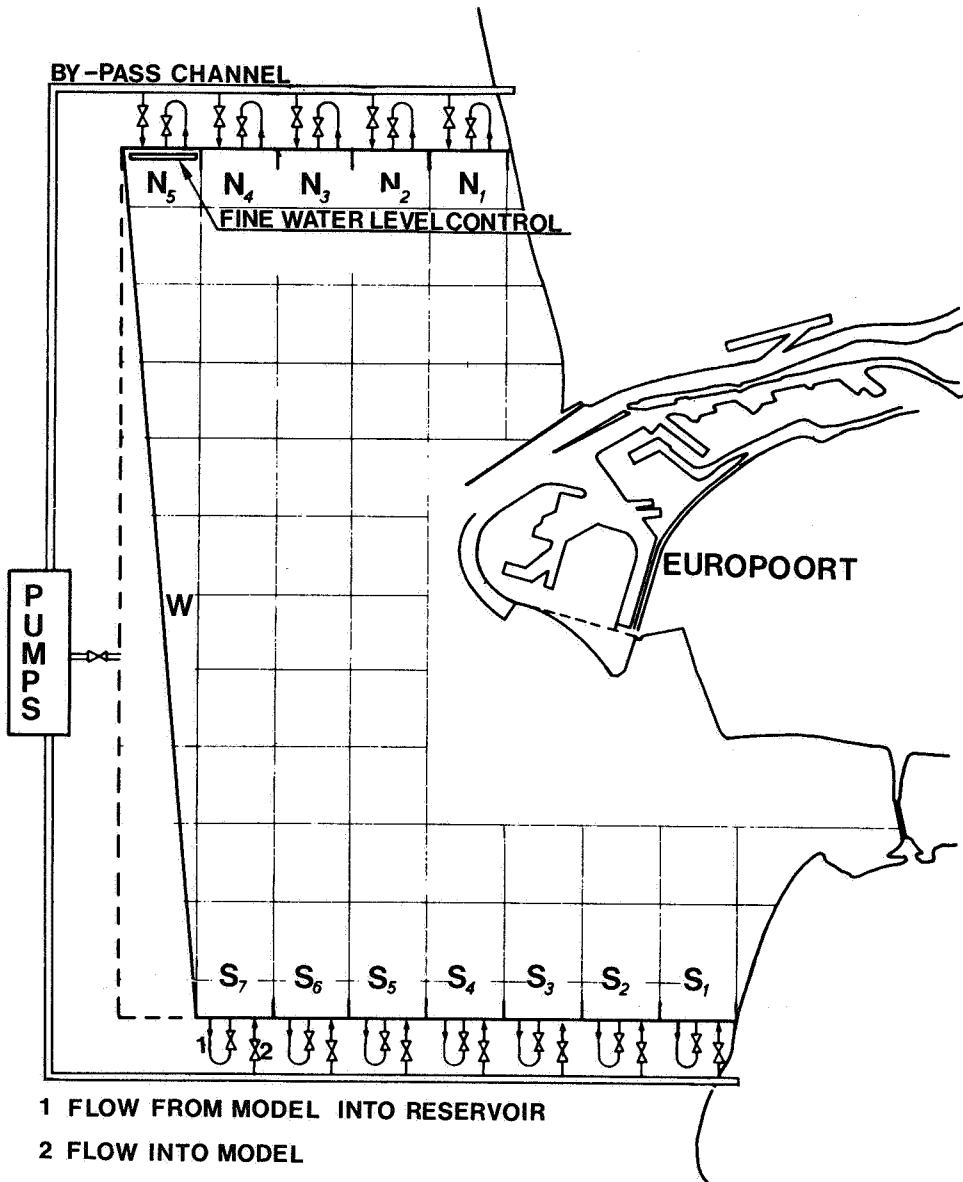 BY-PASS CHANNEL
N5 N4 N3 N2 N1
FINE WATER LEVEL CONTROL
EUROPOORT
W
PUMPS
S7 S6 S5 S4 S3 S2 S1
1 2
1 FLOW FROM MODEL INTO RESERVOIR
2 FLOW INTO MODEL